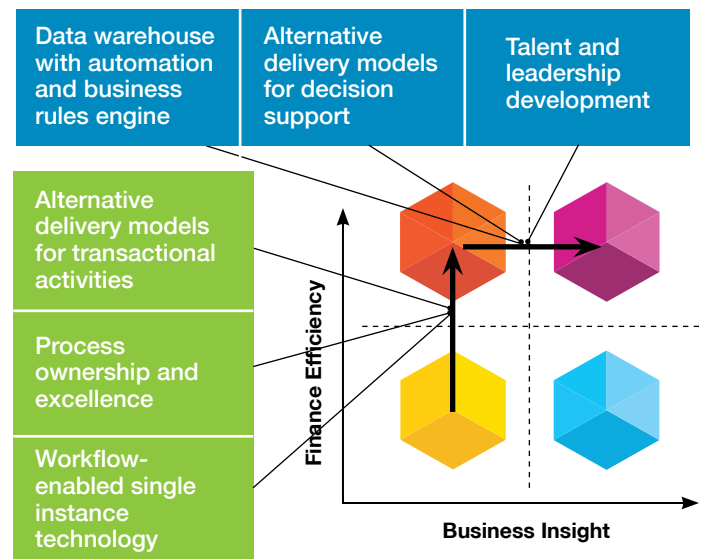 Data warehouse
with automation
and business
rules engine
Alternative
delivery models
for decision
support
Talent and
leadership
development
Alternative
delivery models
for transactional
activities
Process
ownership and
excellence
Workflow-
enabled single
instance
technology
Finance Efficiency
Business Insight